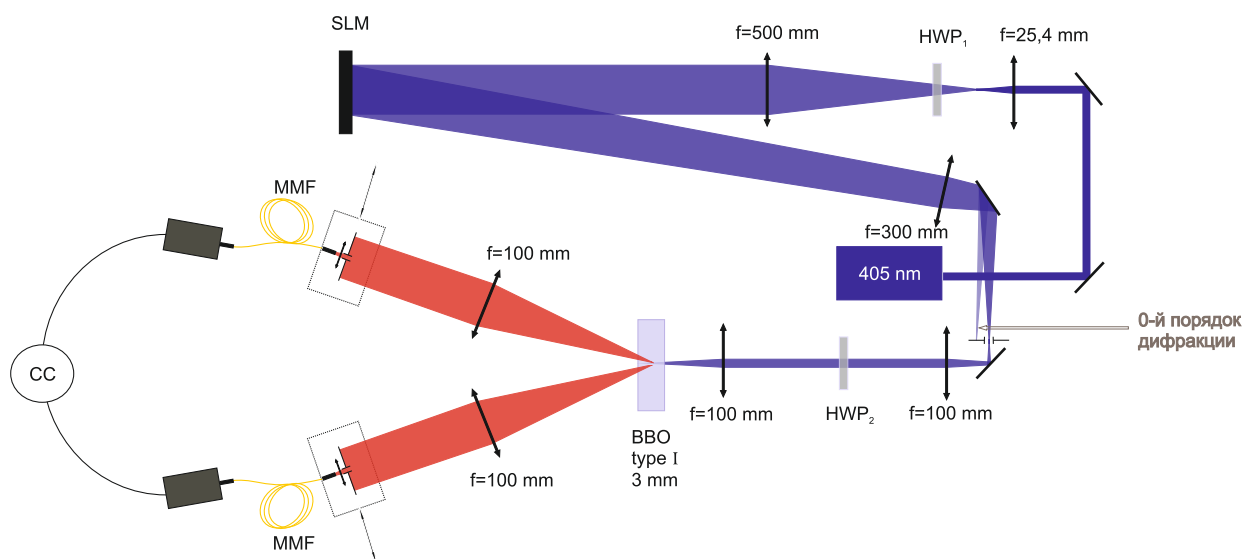 SLM
f=500 mm
HWP₁
f=25,4 mm
MMF
f=100 mm
f=300 mm
405 nm
0-й порядок
дифракции
CC
f=100 mm
HWP₂
f=100 mm
BBO
type I
3 mm
f=100 mm
MMF